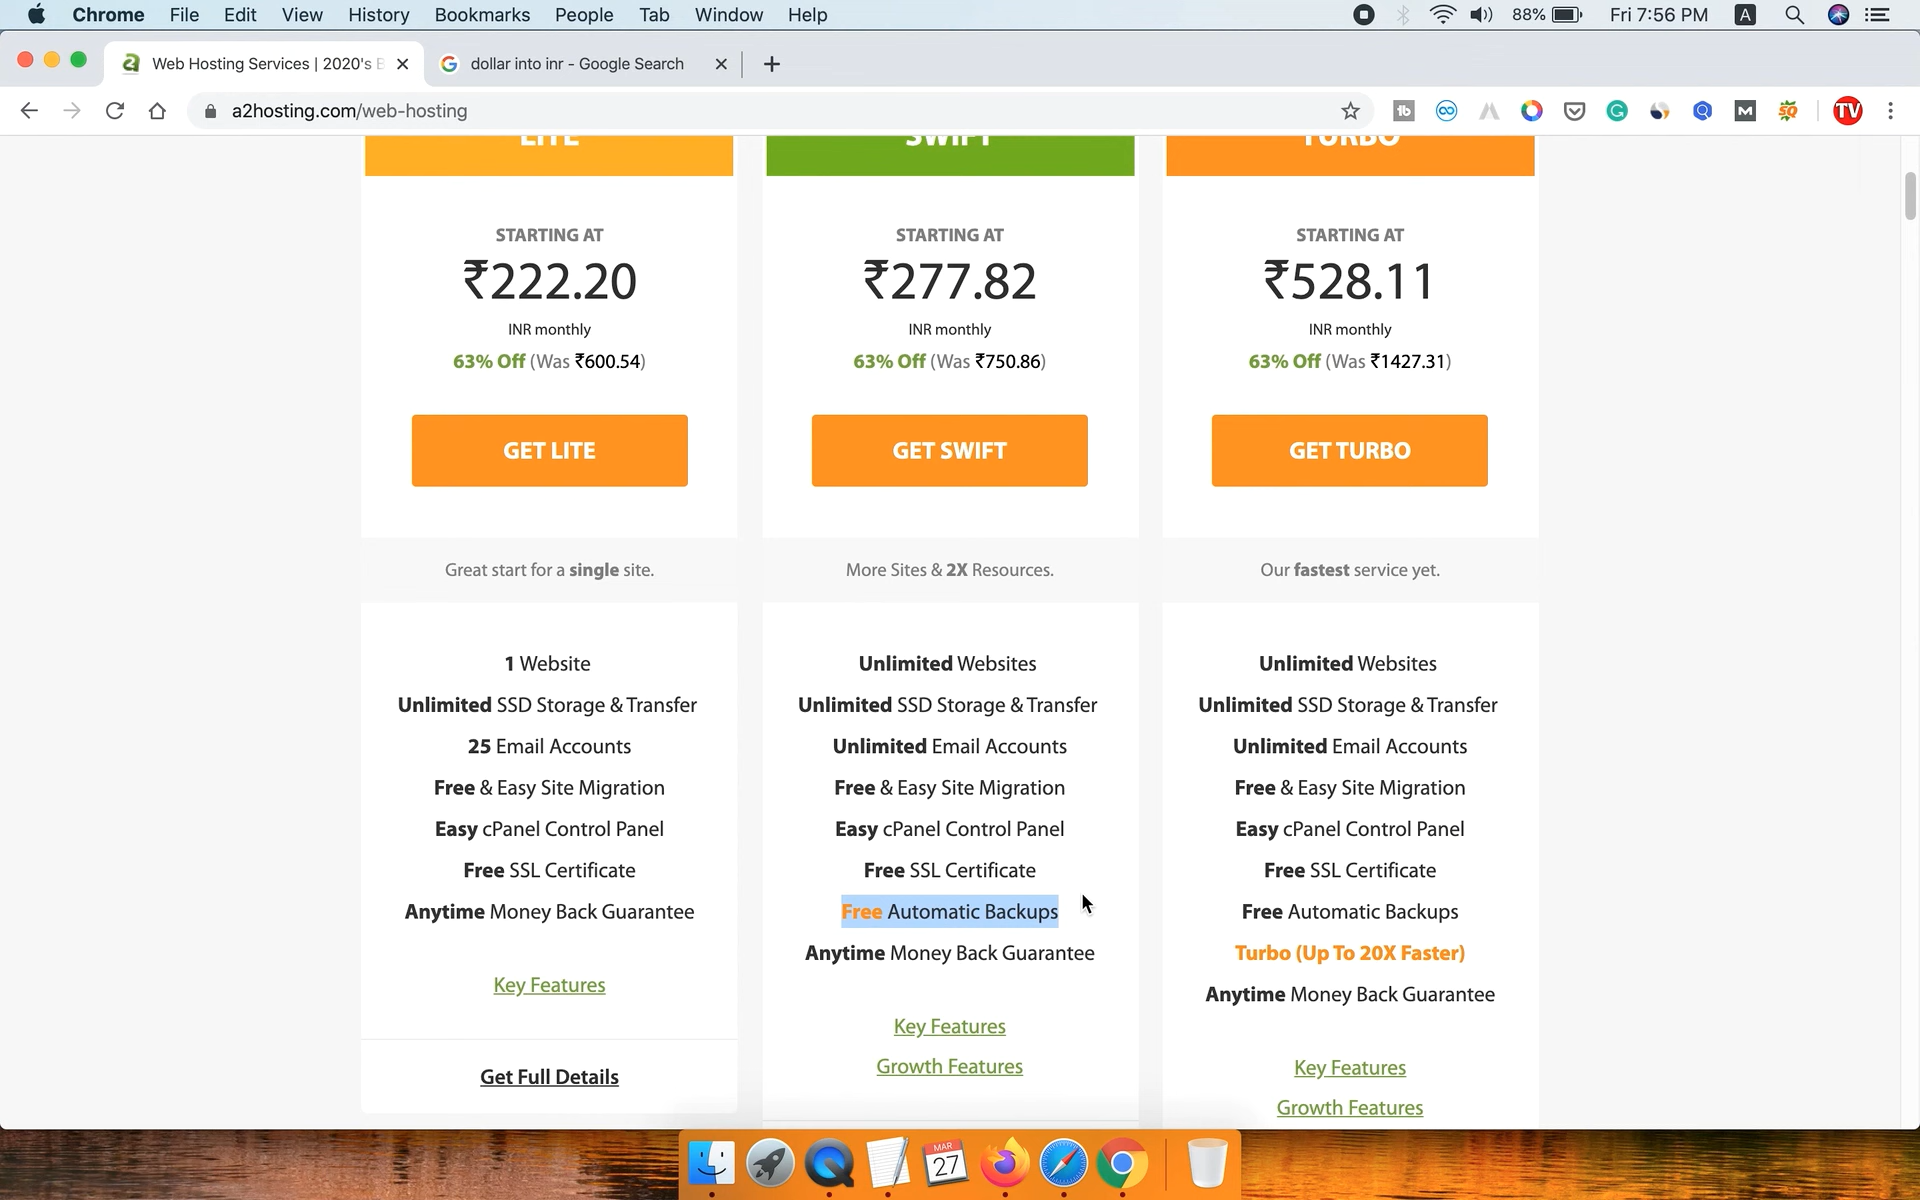 Chrome File Edit View History Bookmarks People Tab Window Help 88% Fri 7:56 PM A
Web Hosting Services | 2020's B
dollar into inr - Google Search
a2hosting.com/web-hosting
TV
LITE SWIFT TURBO
STARTING AT STARTING AT STARTING AT
₹222.20 ₹277.82 ₹528.11
INR monthly INR monthly INR monthly
63% Off (Was ₹600.54) 63% Off (Was ₹750.86) 63% Off (Was ₹1427.31)
GET LITE GET SWIFT GET TURBO
Great start for a single site. More Sites & 2X Resources. Our fastest service yet.
1 Website Unlimited Websites Unlimited Websites
Unlimited SSD Storage & Transfer Unlimited SSD Storage & Transfer Unlimited SSD Storage & Transfer
25 Email Accounts Unlimited Email Accounts Unlimited Email Accounts
Free & Easy Site Migration Free & Easy Site Migration Free & Easy Site Migration
Easy cPanel Control Panel Easy cPanel Control Panel Easy cPanel Control Panel
Free SSL Certificate Free SSL Certificate Free SSL Certificate
Anytime Money Back Guarantee Free Automatic Backups Free Automatic Backups
Anytime Money Back Guarantee Turbo (Up To 20X Faster)
Key Features Anytime Money Back Guarantee
Key Features
Growth Features Key Features
Get Full Details
Growth Features
MAR
27